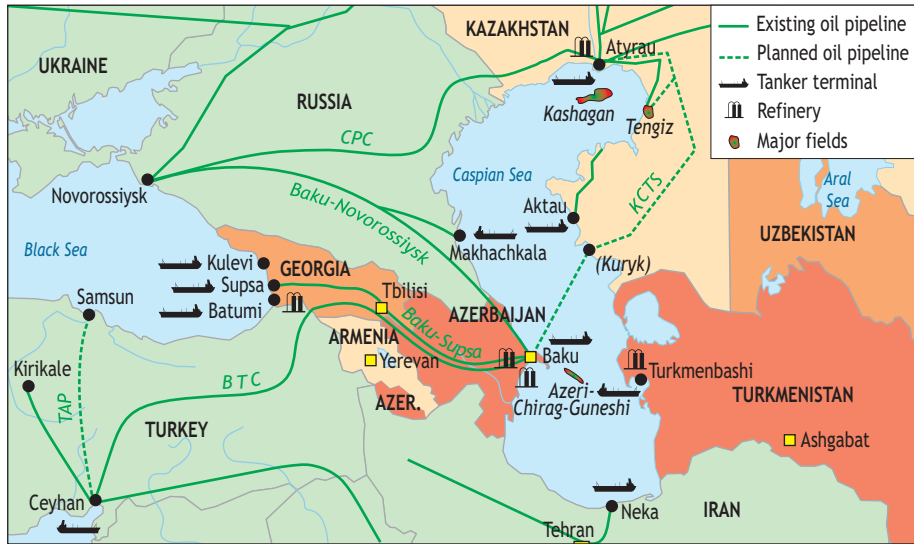 KAZAKHSTAN
Existing oil pipeline
Planned oil pipeline
Tanker terminal
Refinery
Major fields
UKRAINE
Atyrau
RUSSIA
Kashagan
Tengiz
CPC
Caspian Sea
Aral
Sea
Novorossiysk
Baku-Novorossiysk
Aktau
KCTS
UZBEKISTAN
Makhachkala
(Kuryk)
Black Sea
Kulevi
GEORGIA
Supsa
Samsun
Batumi
Tbilisi
AZERBAIJAN
Baku-Supsa
ARMENIA
Kirikale
Yerevan
Baku
Turkmenbashi
BTC
TAP
AZER.
Azeri-
Chirag-Guneshi
TURKMENISTAN
TURKEY
Ashgabat
Ceyhan
Neka
IRAN
Tehran